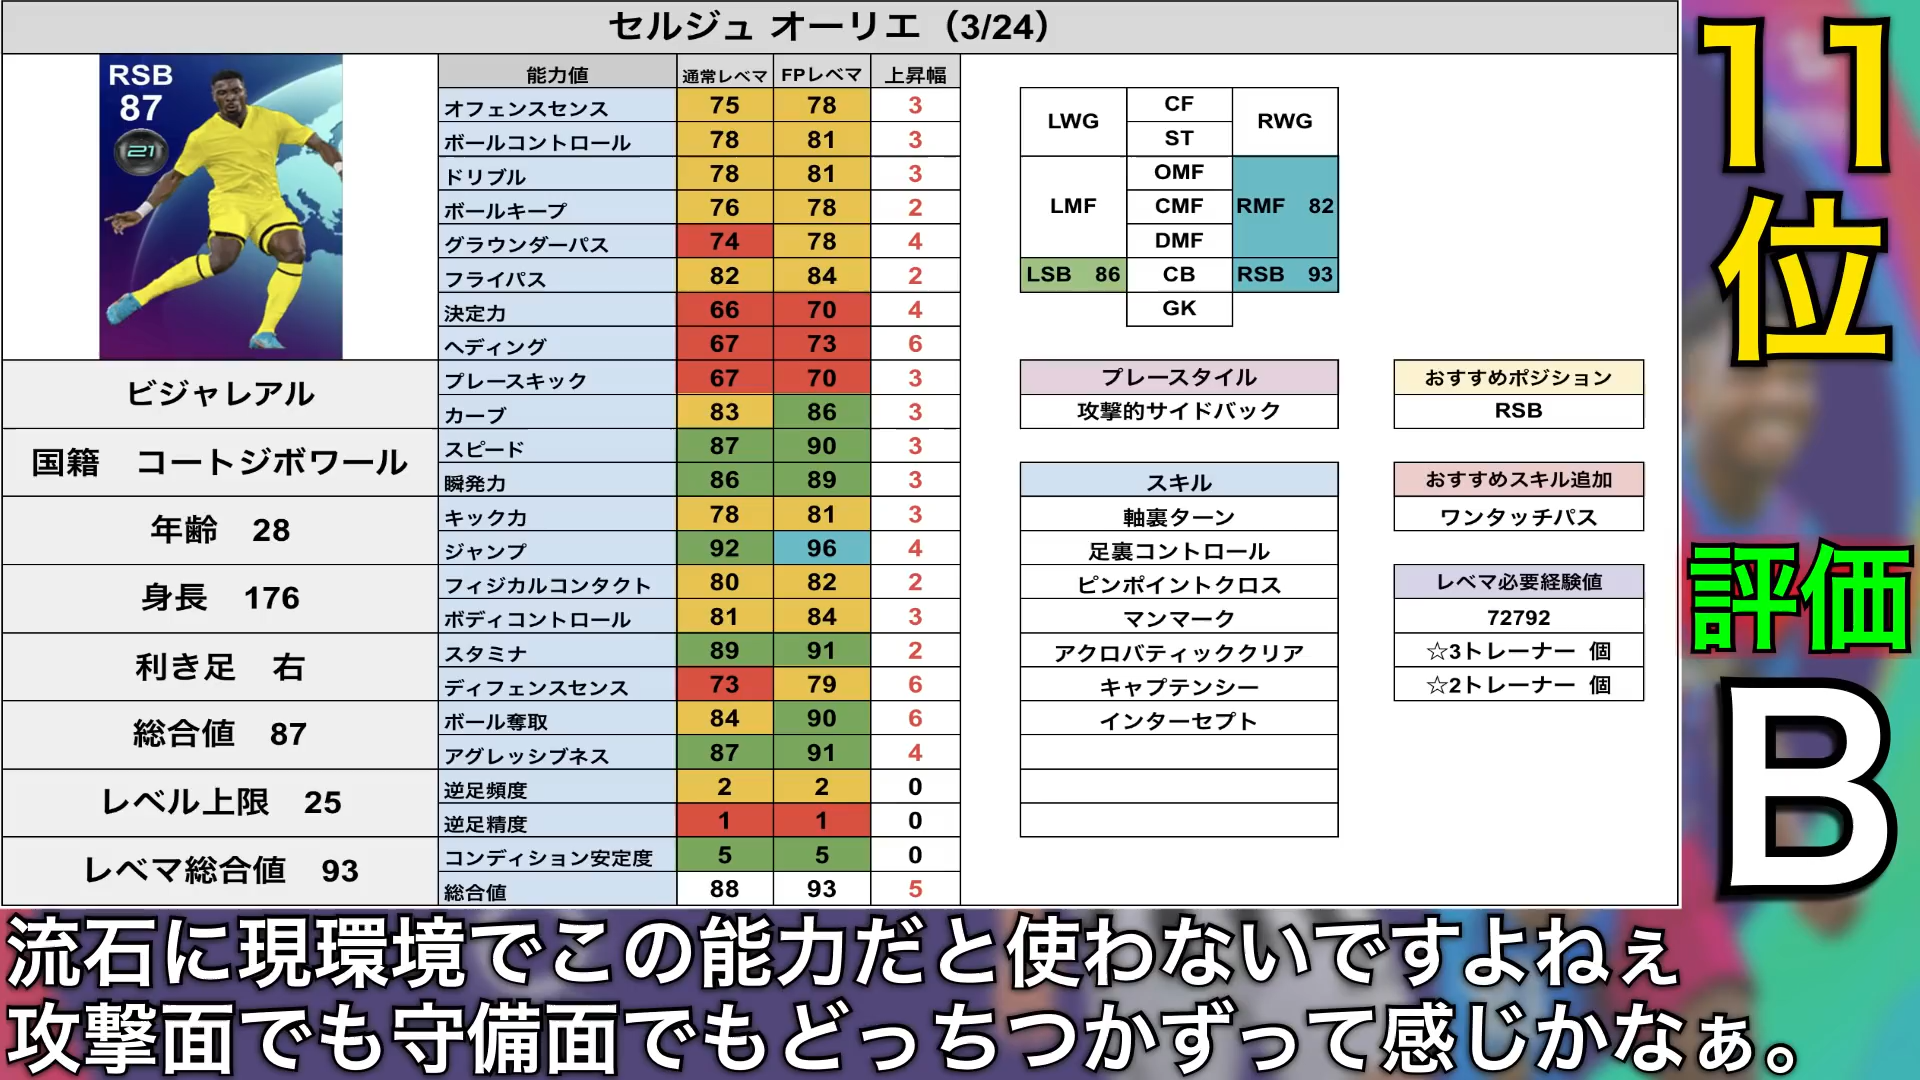 セルジュ オーリエ（3/24）
RSB
87
21
ビジャレアル
国籍 コートジボワール
年齢 28
身長 176
利き足 右
総合値 87
レベル上限 25
レベマ総合値 93
能力値 通常レベマ FPレベマ 上昇幅
オフェンスセンス 75 78 3
ボールコントロール 78 81 3
ドリブル 78 81 3
ボールキープ 76 78 2
グラウンダーパス 74 78 4
フライパス 82 84 2
決定力 66 70 4
ヘディング 67 73 6
プレースキック 67 70 3
カーブ 83 86 3
スピード 87 90 3
瞬発力 86 89 3
キック力 78 81 3
ジャンプ 92 96 4
フィジカルコンタクト 80 82 2
ボディコントロール 81 84 3
スタミナ 89 91 2
ディフェンスセンス 73 79 6
ボール奪取 84 90 6
アグレッシブネス 87 91 4
逆足頻度 2 2 0
逆足精度 1 1 0
コンディション安定度 5 5 0
総合値 88 93 5
LWG CF RWG
ST
OMF
LMF CMF RMF 82
DMF
LSB 86 CB RSB 93
GK
プレースタイル
攻撃的サイドバック
スキル
軸裏ターン
足裏コントロール
ピンポイントクロス
マンマーク
アクロバティッククリア
キャプテンシー
インターセプト
おすすめポジション
RSB
おすすめスキル追加
ワンタッチパス
レベマ必要経験値
72792
☆3トレーナー 個
☆2トレーナー 個
11
位
評価
B
流石に現環境でこの能力だと使わないですよねぇ
攻撃面でも守備面でもどっちつかずって感じかなぁ。